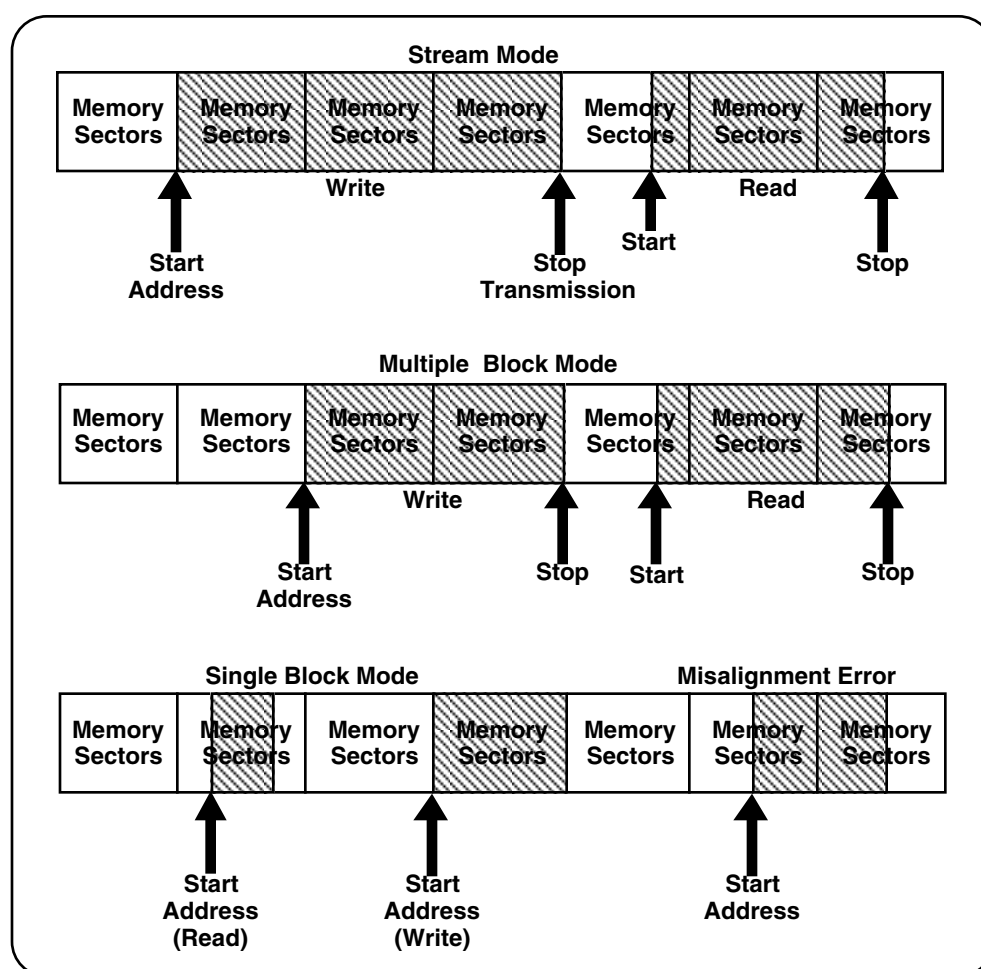 Stream Mode
Memory Memory Memory Memory Memory Memory Memory
Sectors Sectors Sectors Sectors Sectors Sectors Sectors
Write Read
Start
Start Stop Stop
Address Transmission
Multiple Block Mode
Memory Memory Memory Memory Memory Memory Memory
Sectors Sectors Sectors Sectors Sectors Sectors Sectors
Write Read
Start Stop Start Stop
Address
Single Block Mode Misalignment Error
Memory Memory Memory Memory Memory Memory Memory
Sectors Sectors Sectors Sectors Sectors Sectors Sectors
Start Start Start
Address Address Address
(Read) (Write)